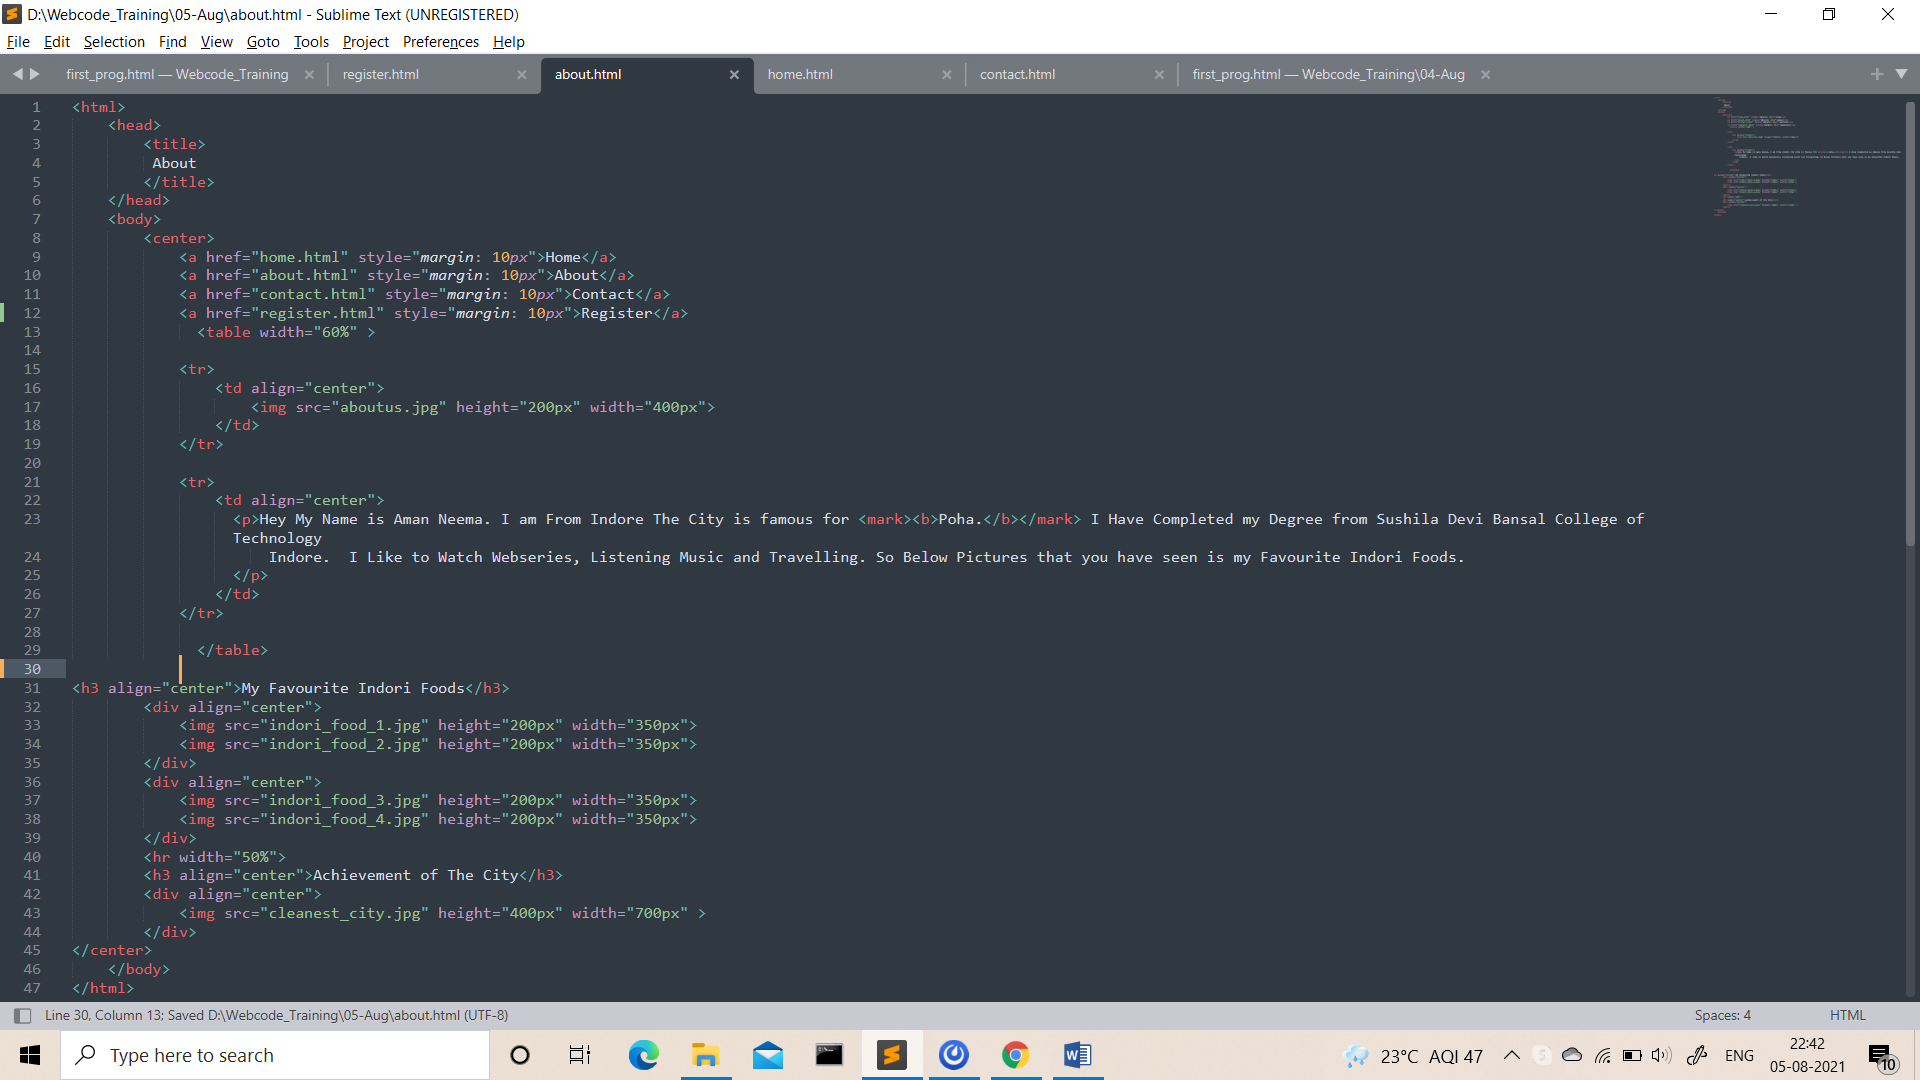 D:\Webcode_Training\05-Aug\about.html - Sublime Text (UNREGISTERED)
File Edit Selection Find View Goto Tools Project Preferences Help
first_prog.html — Webcode_Training × register.html × about.html × home.html × contact.html × first_prog.html — Webcode_Training\04-Aug ×
1 <html>
2 <head>
3 <title>
4 About
5 </title>
6 </head>
7 <body>
8 <center>
9 <a href="home.html" style="margin: 10px">Home</a>
10 <a href="about.html" style="margin: 10px">About</a>
11 <a href="contact.html" style="margin: 10px">Contact</a>
12 <a href="register.html" style="margin: 10px">Register</a>
13 <table width="60%" >
14
15 <tr>
16 <td align="center">
17 <img src="aboutus.jpg" height="200px" width="400px">
18 </td>
19 </tr>
20
21 <tr>
22 <td align="center">
23 <p>Hey My Name is Aman Neema. I am From Indore The City is famous for <mark><b>Poha.</b></mark> I Have Completed my Degree from Sushila Devi Bansal College of
Technology
24 Indore.  I Like to Watch Webseries, Listening Music and Travelling. So Below Pictures that you have seen is my Favourite Indori Foods.
25 </p>
26 </td>
27 </tr>
28
29 </table>
30
31 <h3 align="center">My Favourite Indori Foods</h3>
32 <div align="center">
33 <img src="indori_food_1.jpg" height="200px" width="350px">
34 <img src="indori_food_2.jpg" height="200px" width="350px">
35 </div>
36 <div align="center">
37 <img src="indori_food_3.jpg" height="200px" width="350px">
38 <img src="indori_food_4.jpg" height="200px" width="350px">
39 </div>
40 <hr width="50%">
41 <h3 align="center">Achievement of The City</h3>
42 <div align="center">
43 <img src="cleanest_city.jpg" height="400px" width="700px" >
44 </div>
45 </center>
46 </body>
47 </html>
Line 30, Column 13; Saved D:\Webcode_Training\05-Aug\about.html (UTF-8) Spaces: 4 HTML
Type here to search 23°C AQI 47 ENG 22:42
05-08-2021 10